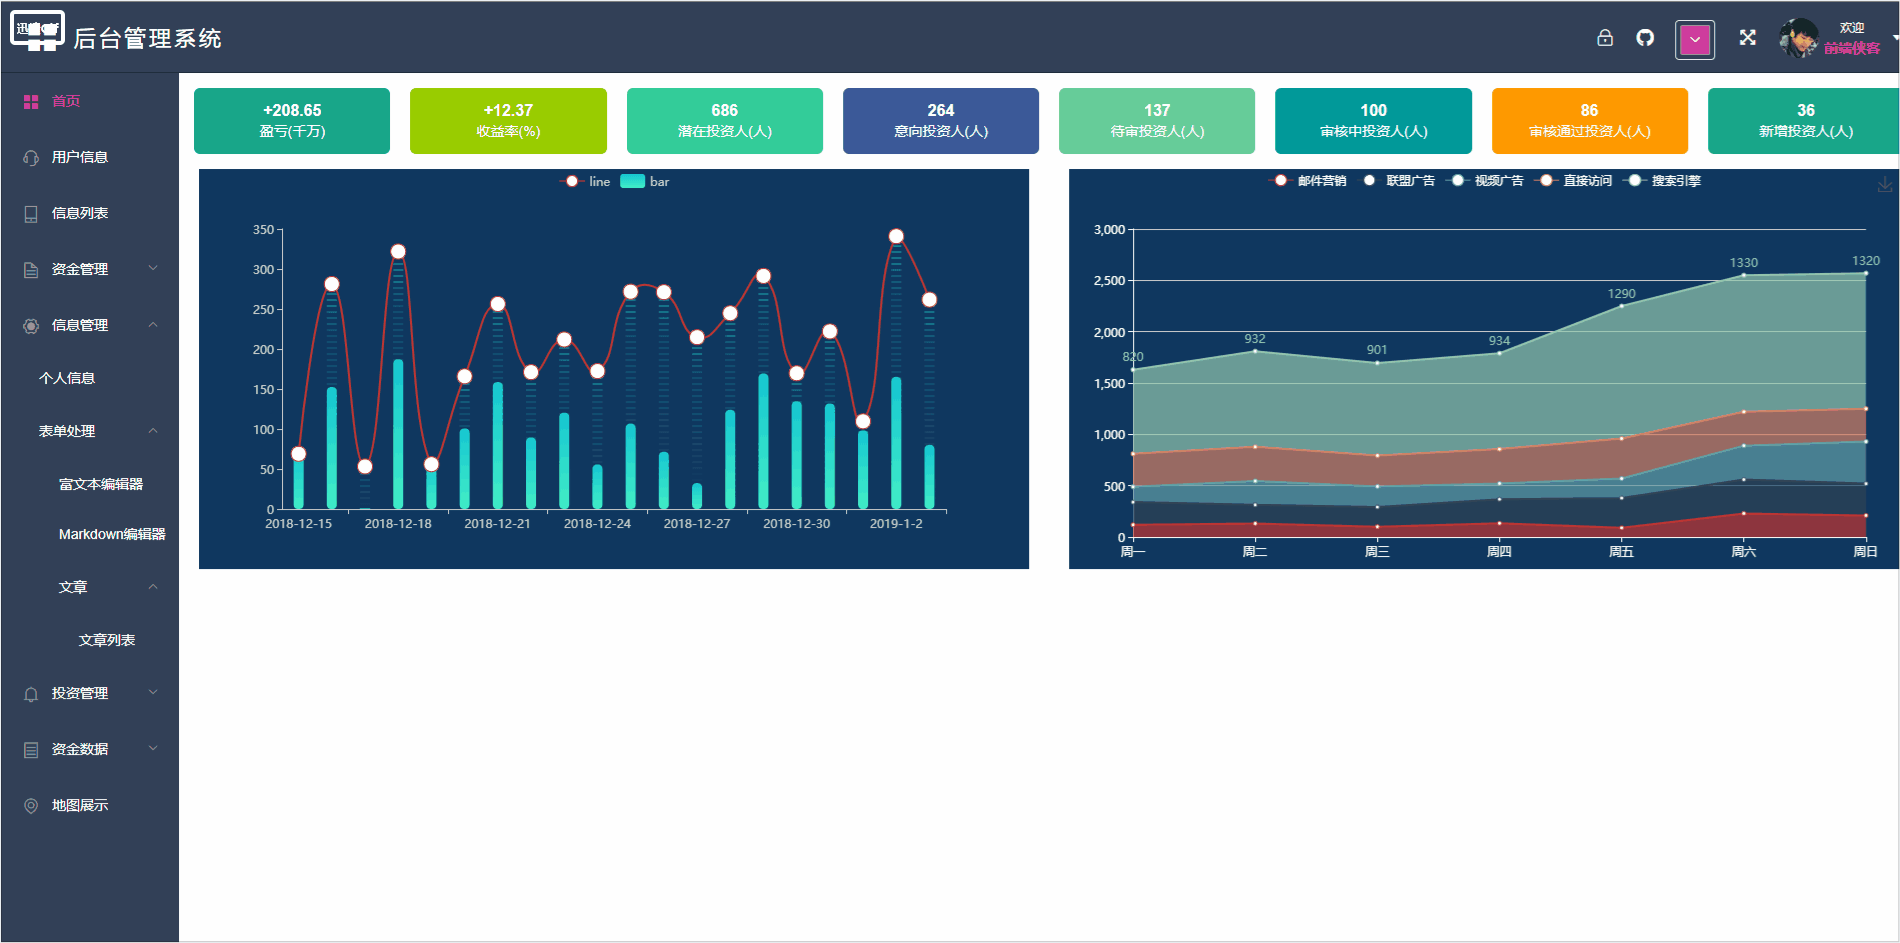 后台管理系统
欢迎
前端侠客
首页
用户信息
信息列表
资金管理
信息管理
个人信息
表单处理
富文本编辑器
Markdown编辑器
文章
文章列表
投资管理
资金数据
地图展示
+208.65
盈亏(千万)
+12.37
收益率(%)
686
潜在投资人(人)
264
意向投资人(人)
137
待审投资人(人)
100
审核中投资人(人)
86
审核通过投资人(人)
36
新增投资人(人)
line bar
350
300
250
200
150
100
50
0
2018-12-15 2018-12-18 2018-12-21 2018-12-24 2018-12-27 2018-12-30 2019-1-2
邮件营销 联盟广告 视频广告 直接访问 搜索引擎
3,000
2,500
2,000
1,500
1,000
500
0
820 932 901 934 1290 1330 1320
周一 周二 周三 周四 周五 周六 周日